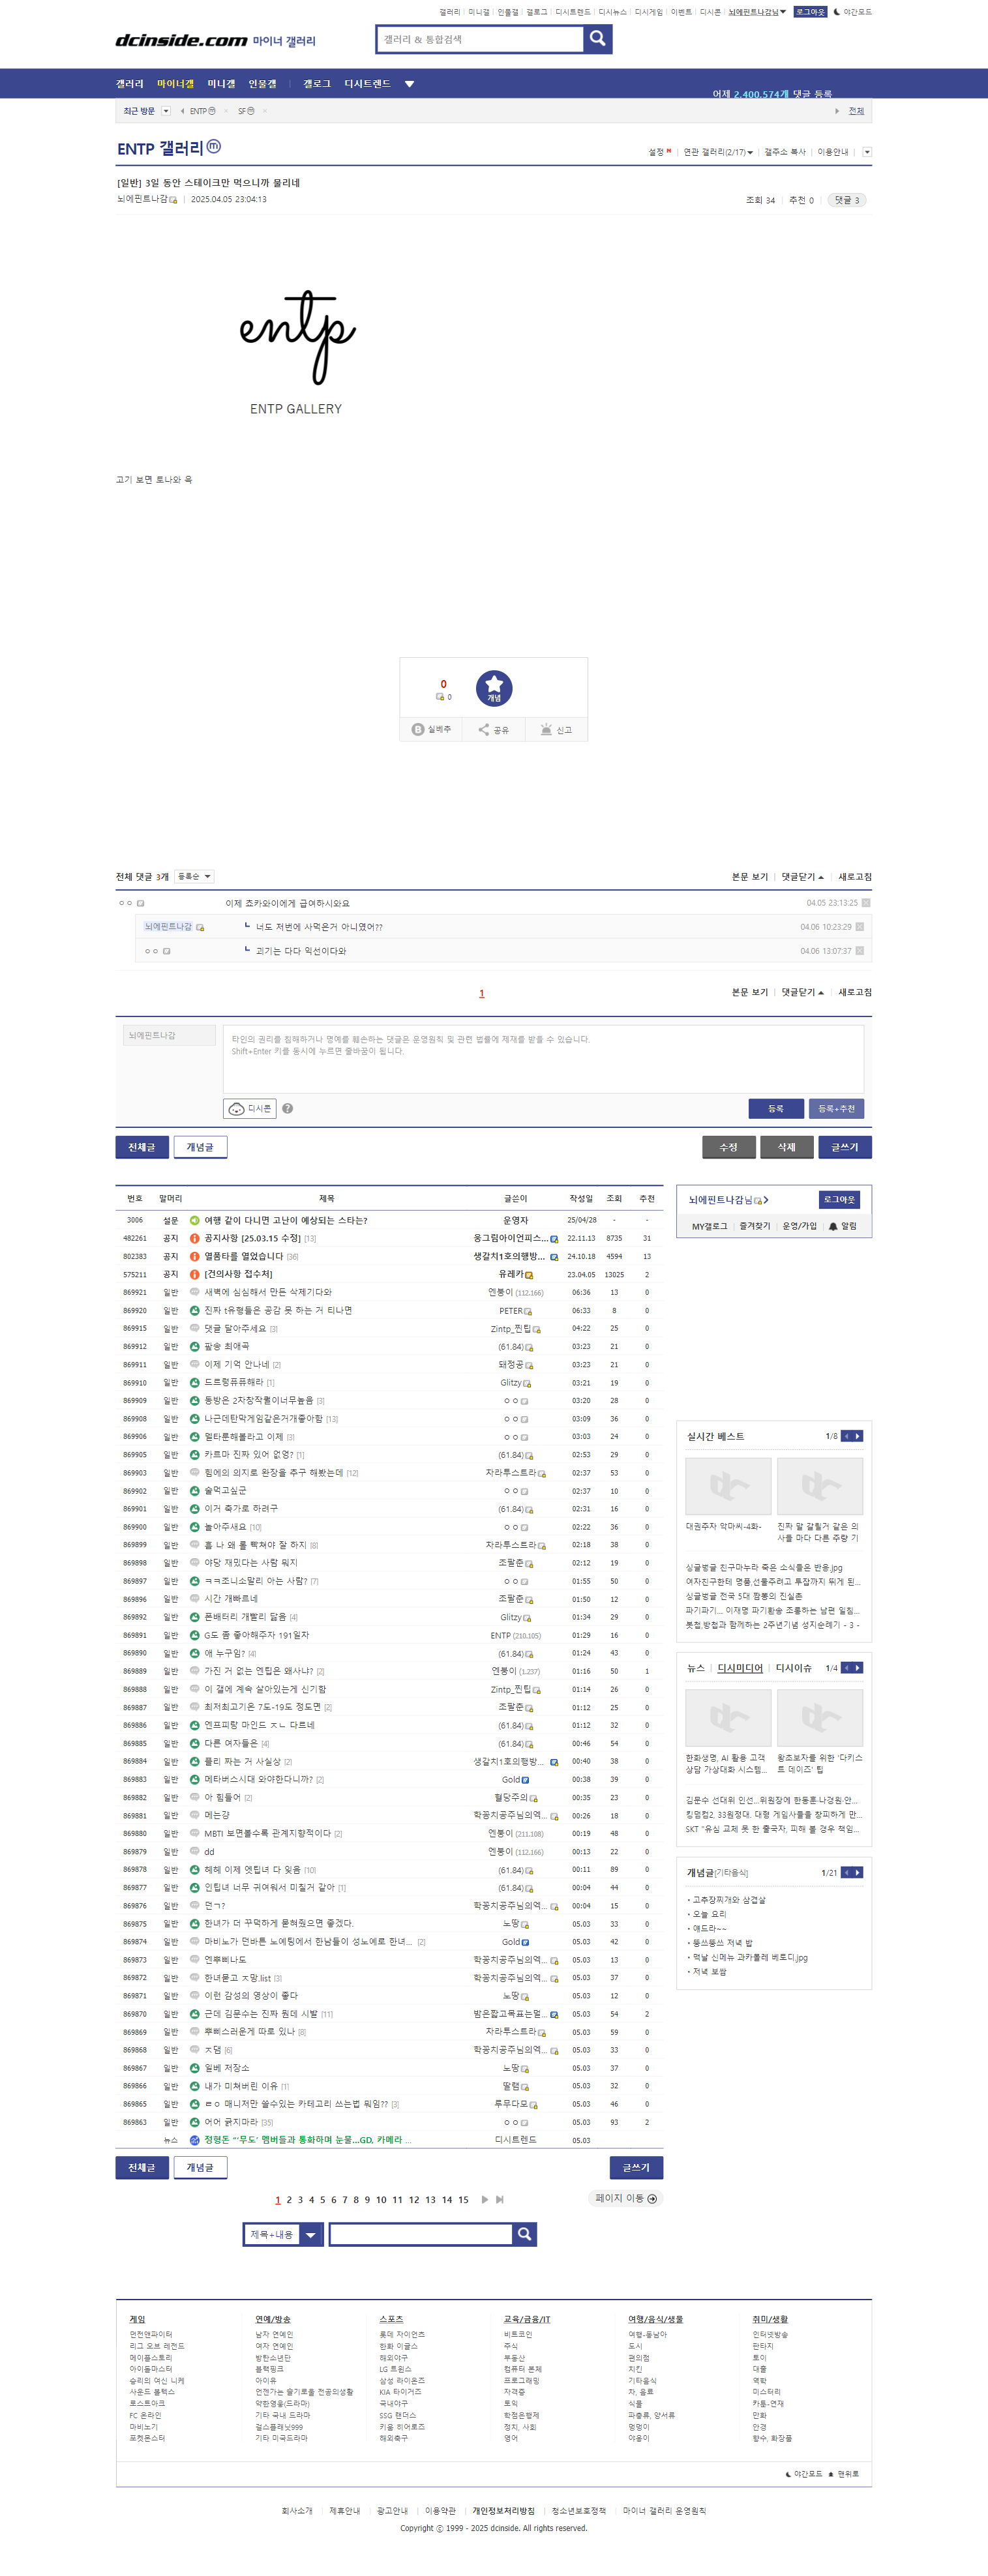 갤러리 | 미니갤 | 인물갤 | 갤로그 | 디시트렌드 | 디시뉴스 | 디시게임 | 이벤트 | 디시콘 | 뇌에핀트나감님 로그아웃 야간모드
dcinside.com 마이너 갤러리
갤러리 & 통합검색
갤러리 마이너갤 미니갤 인물갤 | 갤로그 디시트렌드
어제 2,400,574개 댓글 등록
최근 방문 ENTP ⓜ × SF ⓜ × 전체
ENTP 갤러리 ⓜ
설정 | 연관 갤러리(2/17) | 갤주소 복사 | 이용안내 |
[일반] 3일 동안 스테이크만 먹으니까 물리네
뇌에핀트나감 | 2025.04.05 23:04:13
조회 34 | 추천 0 | 댓글 3
entp
ENTP GALLERY
고기 보면 토나와 욱
0
0
개념
실베추 공유 신고
전체 댓글 3개 등록순
본문 보기 | 댓글닫기 | 새로고침
ㅇㅇ 이제 죠카와이에게 급여하시와요 04.05 23:13:25
뇌에핀트나감 너도 저번에 사먹은거 아니였어?? 04.06 10:23:29
ㅇㅇ 괴기는 다다 익선이다와 04.06 13:07:37
1
본문 보기 | 댓글닫기 | 새로고침
뇌에핀트나감
타인의 권리를 침해하거나 명예를 훼손하는 댓글은 운영원칙 및 관련 법률에 제재를 받을 수 있습니다.
Shift+Enter 키를 동시에 누르면 줄바꿈이 됩니다.
디시콘 ?
등록 등록+추천
전체글 개념글
수정 삭제 글쓰기
번호 말머리 제목 글쓴이 작성일 조회 추천
3006 설문 여행 같이 다니면 고난이 예상되는 스타는? 운영자 25/04/28 - -
482261 공지 공지사항 [25.03.15 수정] [13] 22.11.13 8735 31
802383 공지 열품타를 열었습니다 [36] 생갈치1호의행방... 24.10.18 4594 13
575211 공지 [건의사항 접수처] 유레카 23.04.05 13025 2
869921 일반 새벽에 심심해서 만든 삭제기다와 엔붕이 (112.166) 06:36 13 0
869920 일반 진짜 t유형들은 공감 못 하는 거 티나면 PETER 06:33 8 0
869915 일반 댓글 달아주세요 [3] Zintp_찐팁 04:22 25 0
869912 일반 팝송 최애곡 (61.84) 03:23 21 0
869911 일반 이제 기억 안나네 [2] 돼정공 03:23 21 0
869910 일반 드르렁퓨퓨해라 [1] Glitzy 03:21 19 0
869909 일반 동방은 2차창작퀄이너무높음 [3] ㅇㅇ 03:20 28 0
869908 일반 나근데탄막게임같은거개좋아함 [13] ㅇㅇ 03:09 36 0
869906 일반 델타룬해볼라고 이제 [3] ㅇㅇ 03:03 24 0
869905 일반 카르마 진짜 있어 없엉? [1] (61.84) 02:53 29 0
869903 일반 힘에의 의지로 완장을 추구 해봤는데 [12] 자라투스트라 02:37 53 0
869902 일반 술먹고싶군 ㅇㅇ 02:37 10 0
869901 일반 이거 축가로 하려구 (61.84) 02:31 16 0
869900 일반 놀아주새요 [10] ㅇㅇ 02:22 36 0
869899 일반 흠 나 왜 롤 빡쳐야 잘 하지 [8] 자라투스트라 02:18 38 0
869898 일반 야당 재밌다는 사람 뭐지 조팔춘 02:12 19 0
869897 일반 ㅋㅋ조니소말리 아는 사람? [7] ㅇㅇ 01:55 50 0
869896 일반 시간 개빠르네 조팔춘 01:50 12 0
869892 일반 폰배터리 개빨리 닳음 [4] Glitzy 01:34 29 0
869891 일반 G도 좀 좋아해주자 191일차 ENTP (210.105) 01:29 16 0
869890 일반 얘 누구임? [4] (61.84) 01:24 43 0
869889 일반 가진 거 없는 엔팁은 왜사냐? [2] 엔붕이 (1.237) 01:16 50 1
869888 일반 이 갤에 계속 살아있는게 신기함 Zintp_찐팁 01:14 26 0
869887 일반 최저최고기온 7도-19도 정도면 [2] 조팔춘 01:12 25 0
869886 일반 엔프피랑 마인드 ㅈㄴ 다르네 (61.84) 01:12 32 0
869885 일반 다른 여자들은 [4] (61.84) 00:46 54 0
869884 일반 플리 짜는 거 사실상 [2] 생갈치1호의행방... 00:40 38 0
869883 일반 메타버스시대 와야한다니까? [2] Gold 00:38 39 0
869882 일반 아 힘들어 [2] 혈당주의 00:35 23 0
869881 일반 메는걍 학꽁치공주님의역... 00:26 18 0
869880 일반 MBTI 보면볼수록 관계지향적이다 [2] 엔붕이 (211.108) 00:19 48 0
869879 일반 dd 엔붕이 (112.166) 00:13 22 0
869878 일반 헤헤 이제 엣팁녀 다 잊음 [10] (61.84) 00:11 89 0
869877 일반 인팁녀 너무 귀여워서 미칠거 같아 [1] (61.84) 00:04 44 0
869876 일반 던ㄱ? 학꽁치공주님의역... 00:04 15 0
869875 일반 한녀가 더 꾸덕하게 묻혀줬으면 좋겠다. 노땅 05.03 33 0
869874 일반 마비노가 던바튼 노예팅에서 한남들이 성노예로 한녀... [2] Gold 05.03 42 0
869873 일반 엔뿌삐나도 학꽁치공주님의역... 05.03 13 0
869872 일반 한녀묻고 ㅈ망.list [3] 학꽁치공주님의역... 05.03 37 0
869871 일반 이런 감성의 영상이 좋다 노땅 05.03 12 0
869870 일반 근데 김문수는 진짜 뭔데 시발 [11] 밤은짧고목표는멀... 05.03 54 2
869869 일반 뿌삐스러운게 따로 있나 [8] 자라투스트라 05.03 59 0
869868 일반 ㅈ댐 [6] 학꽁치공주님의역... 05.03 33 0
869867 일반 일베 저장소 노땅 05.03 37 0
869866 일반 내가 미쳐버린 이유 [1] 딸램 05.03 32 0
869865 일반 ㄹㅇ 매니저만 쓸수있는 카테고리 쓰는법 뭐임?? [3] 루푸다모 05.03 46 0
869863 일반 어어 긁지마라 [35] ㅇㅇ 05.03 93 2
뉴스 정형돈 "'무도' 멤버들과 통화하며 눈물...GD, 카메라 ... 디시트렌드 05.03
전체글 개념글 글쓰기
1 2 3 4 5 6 7 8 9 10 11 12 13 14 15 페이지 이동
제목+내용
뇌에핀트나감님 로그아웃
MY갤로그 | 즐겨찾기 | 운영/가입 | 알림
실시간 베스트 1/8
대권주자 악마씨-4화-
진짜 말 갈릴거 같은 의사들 마다 다른 주량 기
싱글벙글 친구마누라 죽은 소식들은 반응.jpg
여자친구한테 명품,선물주려고 투잡까지 뛰게 된...
싱글벙글 전국 5대 짬뽕의 진실촌
파기파기... 이재명 파기환송 조롱하는 남편 일침...
봇첩,방첩과 함께하는 2주년기념 성지순례기 - 3 -
뉴스 | 디시미디어 | 디시이슈 1/4
한화생명, AI 활용 고객상담 가상대화 시스템...
왕초보자를 위한 '다키스트 데이즈' 팁
김문수 선대위 인선...위원장에 한동훈·나경원·안...
킹덤컴2, 33원정대. 대형 게임사들을 창피하게 만...
SKT "유심 교체 못 한 출국자, 피해 볼 경우 책임...
개념글[기타음식] 1/21
· 고추장찌개와 삼겹살
· 오늘 요리
· 얘드라~~
· 뚱쓰뚱쓰 저녁 밥
· 맥날 신메뉴 과카몰레 베토디.jpg
· 저녁 보쌈
게임
던전앤파이터
리그 오브 레전드
메이플스토리
아이돌마스터
승리의 여신 니케
사운드 볼텍스
로스트아크
FC 온라인
마비노기
포켓몬스터
연예/방송
남자 연예인
여자 연예인
방탄소년단
블랙핑크
아이유
언젠가는 슬기로울 전공의생활
약한영웅(드라마)
기타 국내 드라마
걸스플래닛999
기타 미국드라마
스포츠
롯데 자이언츠
한화 이글스
해외야구
LG 트윈스
삼성 라이온즈
KIA 타이거즈
국내야구
SSG 랜더스
키움 히어로즈
해외축구
교육/금융/IT
비트코인
주식
부동산
컴퓨터 본체
프로그래밍
자격증
토익
학점은행제
정치, 사회
영어
여행/음식/생물
여행-동남아
도시
편의점
치킨
기타음식
차, 음료
식물
파충류, 양서류
멍멍이
야옹이
취미/생활
인터넷방송
판타지
토이
대출
역학
미스터리
카툰-연재
만화
안경
향수, 화장품
야간모드 맨위로
회사소개 | 제휴안내 | 광고안내 | 이용약관 | 개인정보처리방침 | 청소년보호정책 | 마이너 갤러리 운영원칙
Copyright ⓒ 1999 - 2025 dcinside. All rights reserved.